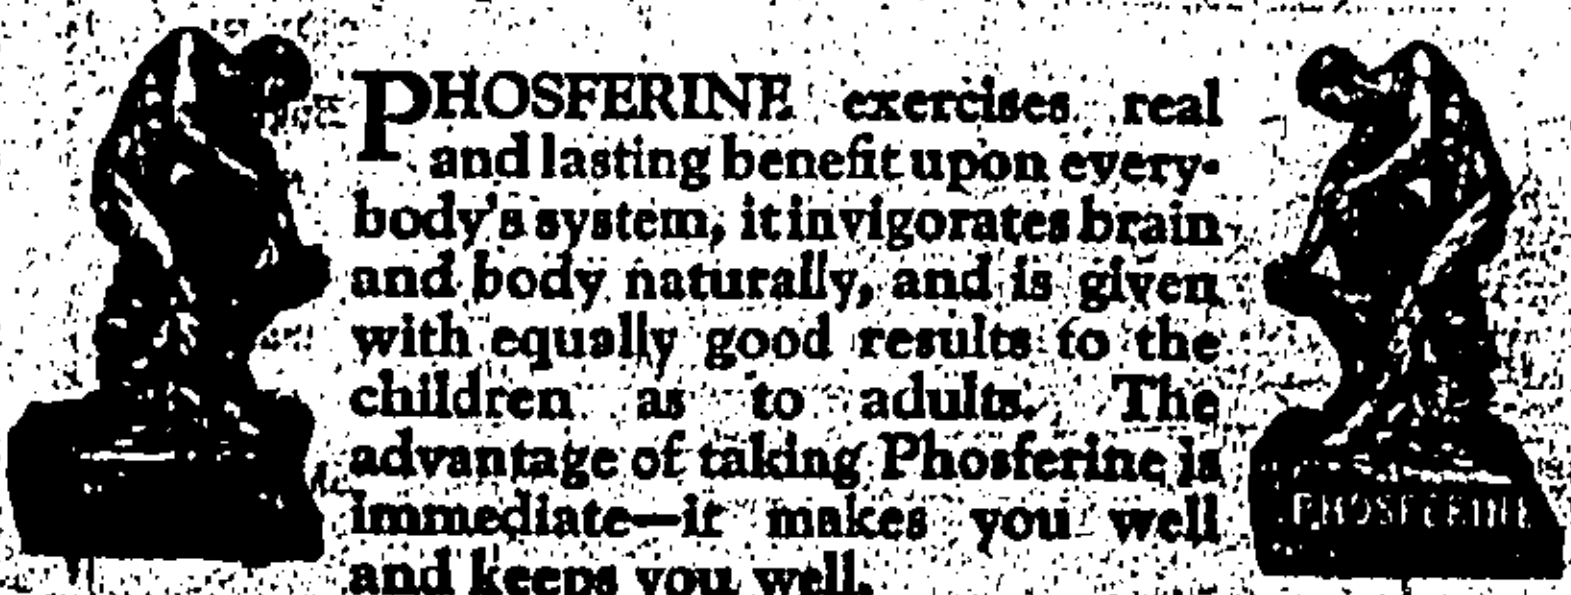 PHOSFERINE exercises real
and lasting benefit upon every-
body's system, it invigorates brain
and body naturally, and is given
with equally good results to the
children as to adults. The
advantage of taking Phosferine is
immediate—it makes you well
and keeps you well.
PHOSFERINE